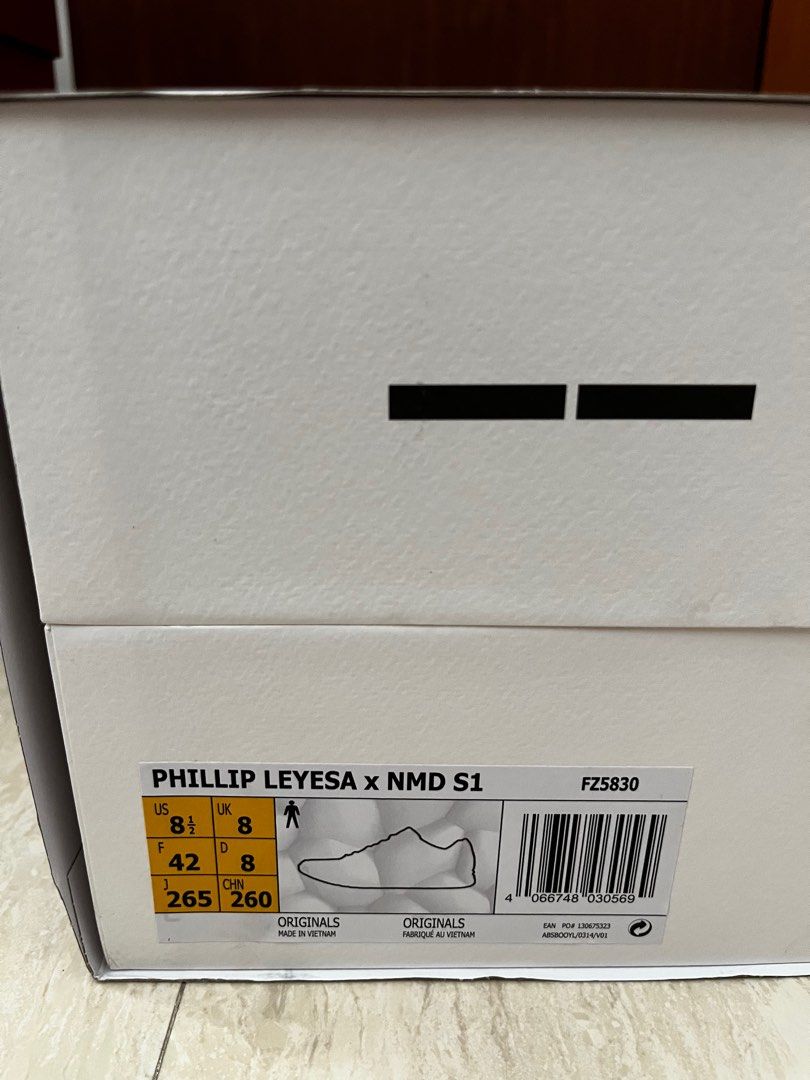 PHILLIP LEYESA x NMD S1 FZ5830
US 8½ UK 8
F 42 D 8
J 265 CHN 260
4 066748 030569
ORIGINALS ORIGINALS
MADE IN VIETNAM FABRIQUÉ AU VIETNAM
EAN PO# 130675323
ABSBOOYL/0314/V01